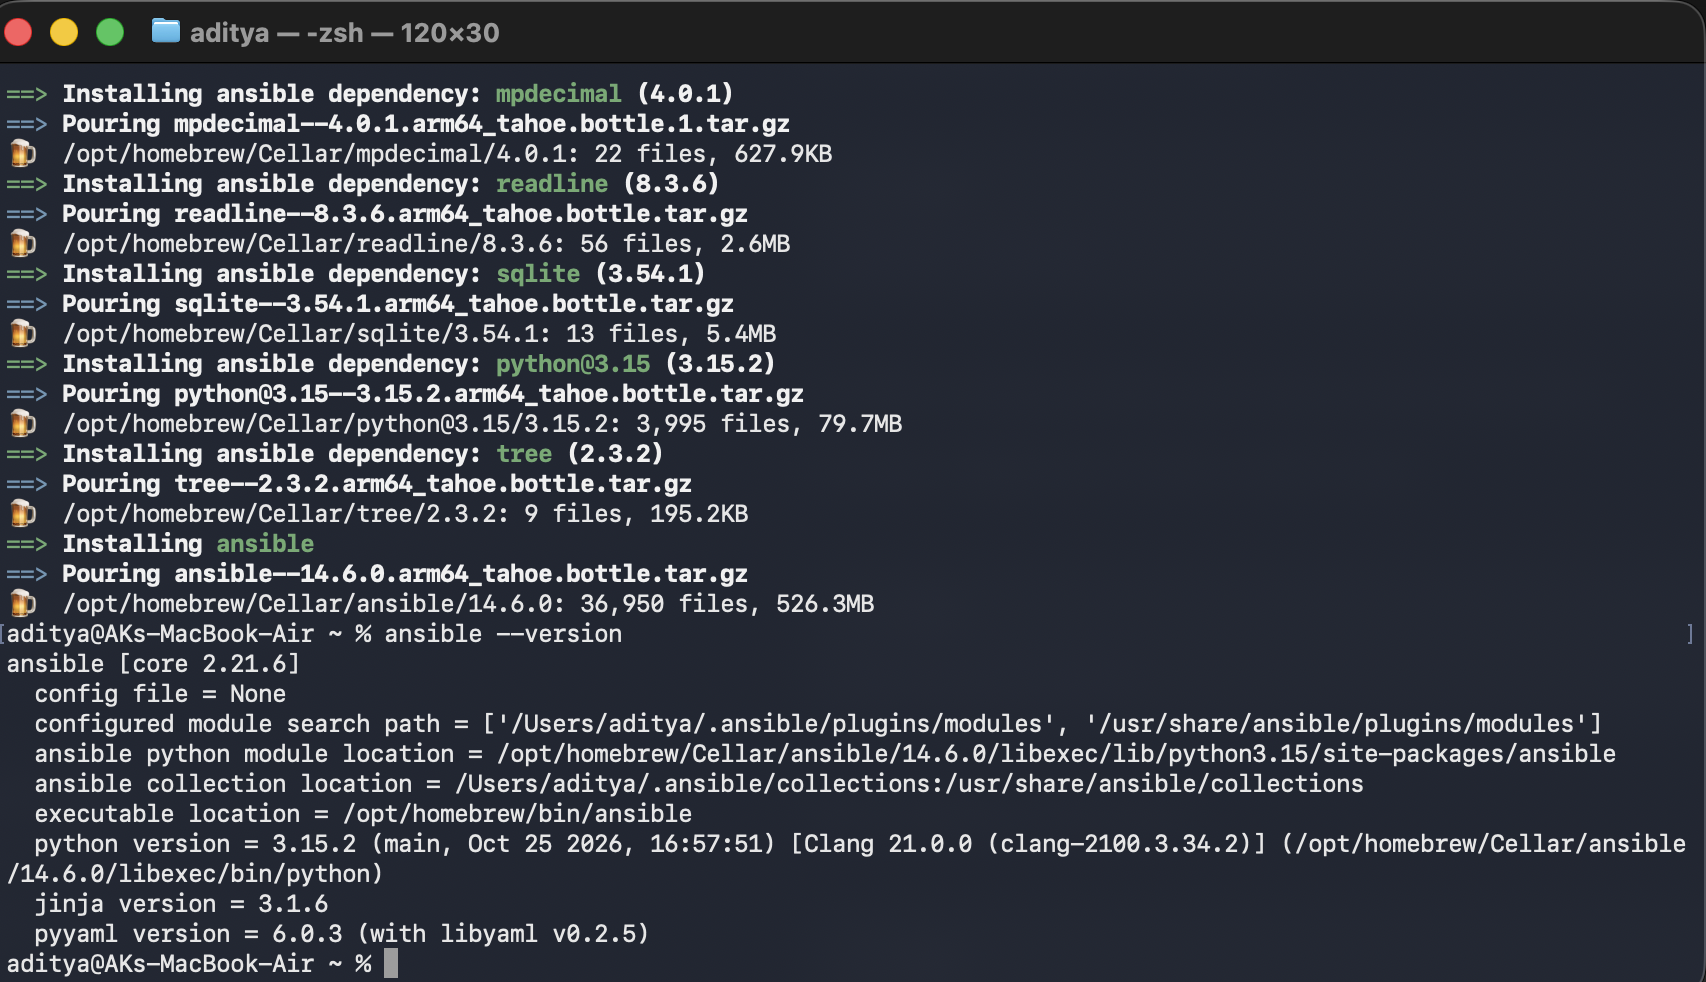 aditya — -zsh — 120×30
==> Installing ansible dependency: mpdecimal (4.0.1)
==> Pouring mpdecimal--4.0.1.arm64_tahoe.bottle.1.tar.gz
🍺  /opt/homebrew/Cellar/mpdecimal/4.0.1: 22 files, 627.9KB
==> Installing ansible dependency: readline (8.3.6)
==> Pouring readline--8.3.6.arm64_tahoe.bottle.tar.gz
🍺  /opt/homebrew/Cellar/readline/8.3.6: 56 files, 2.6MB
==> Installing ansible dependency: sqlite (3.54.1)
==> Pouring sqlite--3.54.1.arm64_tahoe.bottle.tar.gz
🍺  /opt/homebrew/Cellar/sqlite/3.54.1: 13 files, 5.4MB
==> Installing ansible dependency: python@3.15 (3.15.2)
==> Pouring python@3.15--3.15.2.arm64_tahoe.bottle.tar.gz
🍺  /opt/homebrew/Cellar/python@3.15/3.15.2: 3,995 files, 79.7MB
==> Installing ansible dependency: tree (2.3.2)
==> Pouring tree--2.3.2.arm64_tahoe.bottle.tar.gz
🍺  /opt/homebrew/Cellar/tree/2.3.2: 9 files, 195.2KB
==> Installing ansible
==> Pouring ansible--14.6.0.arm64_tahoe.bottle.tar.gz
🍺  /opt/homebrew/Cellar/ansible/14.6.0: 36,950 files, 526.3MB
[aditya@AKs-MacBook-Air ~ % ansible --version ]
ansible [core 2.21.6]
  config file = None
  configured module search path = ['/Users/aditya/.ansible/plugins/modules', '/usr/share/ansible/plugins/modules']
  ansible python module location = /opt/homebrew/Cellar/ansible/14.6.0/libexec/lib/python3.15/site-packages/ansible
  ansible collection location = /Users/aditya/.ansible/collections:/usr/share/ansible/collections
  executable location = /opt/homebrew/bin/ansible
  python version = 3.15.2 (main, Oct 25 2026, 16:57:51) [Clang 21.0.0 (clang-2100.3.34.2)] (/opt/homebrew/Cellar/ansible
/14.6.0/libexec/bin/python)
  jinja version = 3.1.6
  pyyaml version = 6.0.3 (with libyaml v0.2.5)
aditya@AKs-MacBook-Air ~ %